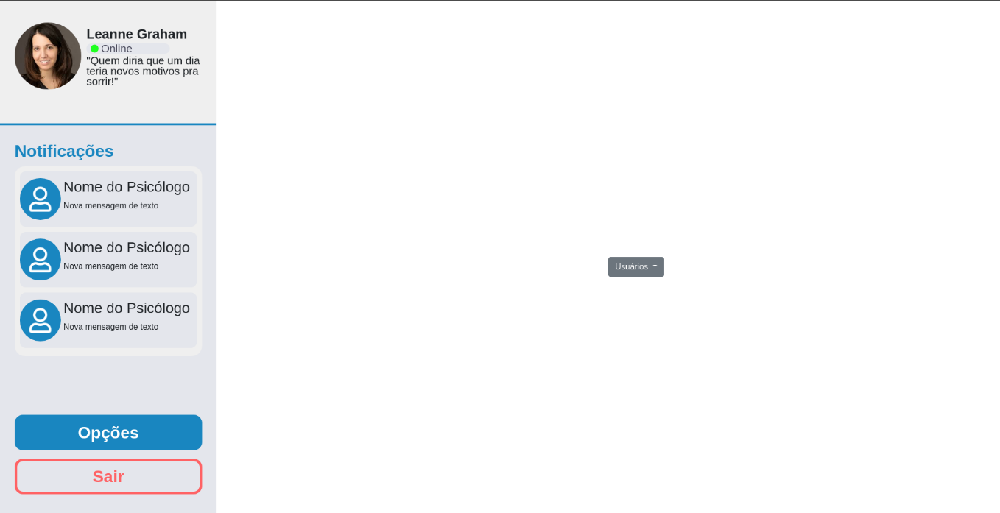 Leanne Graham
Online
"Quem diria que um dia
teria novos motivos pra
sorrir!"
Notificações
Nome do Psicólogo
Nova mensagem de texto
Nome do Psicólogo
Nova mensagem de texto
Nome do Psicólogo
Nova mensagem de texto
Usuários
Opções
Sair